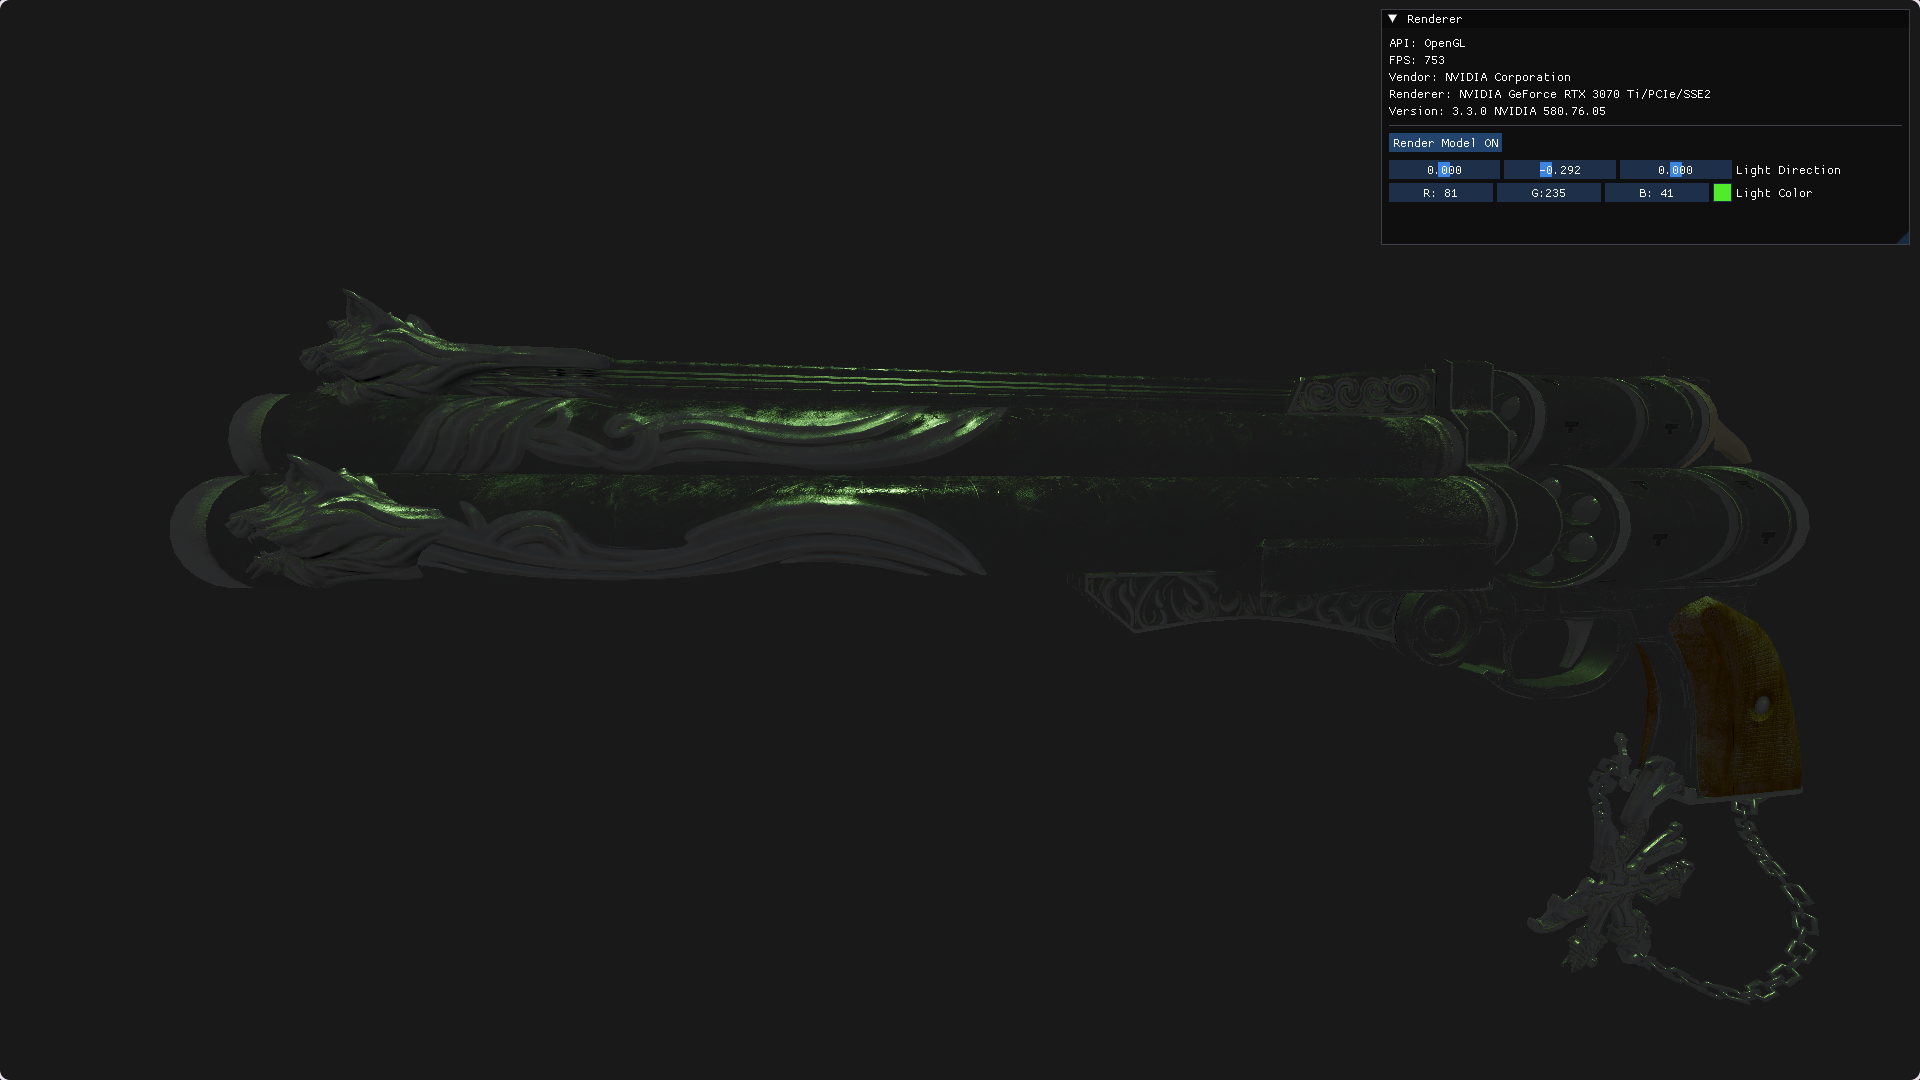 Renderer
API: OpenGL
FPS: 753
Vendor: NVIDIA Corporation
Renderer: NVIDIA GeForce RTX 3070 Ti/PCIe/SSE2
Version: 3.3.0 NVIDIA 580.76.05
Render Model ON
0.000 -0.292 0.000 Light Direction
R: 81 G:235 B: 41 Light Color